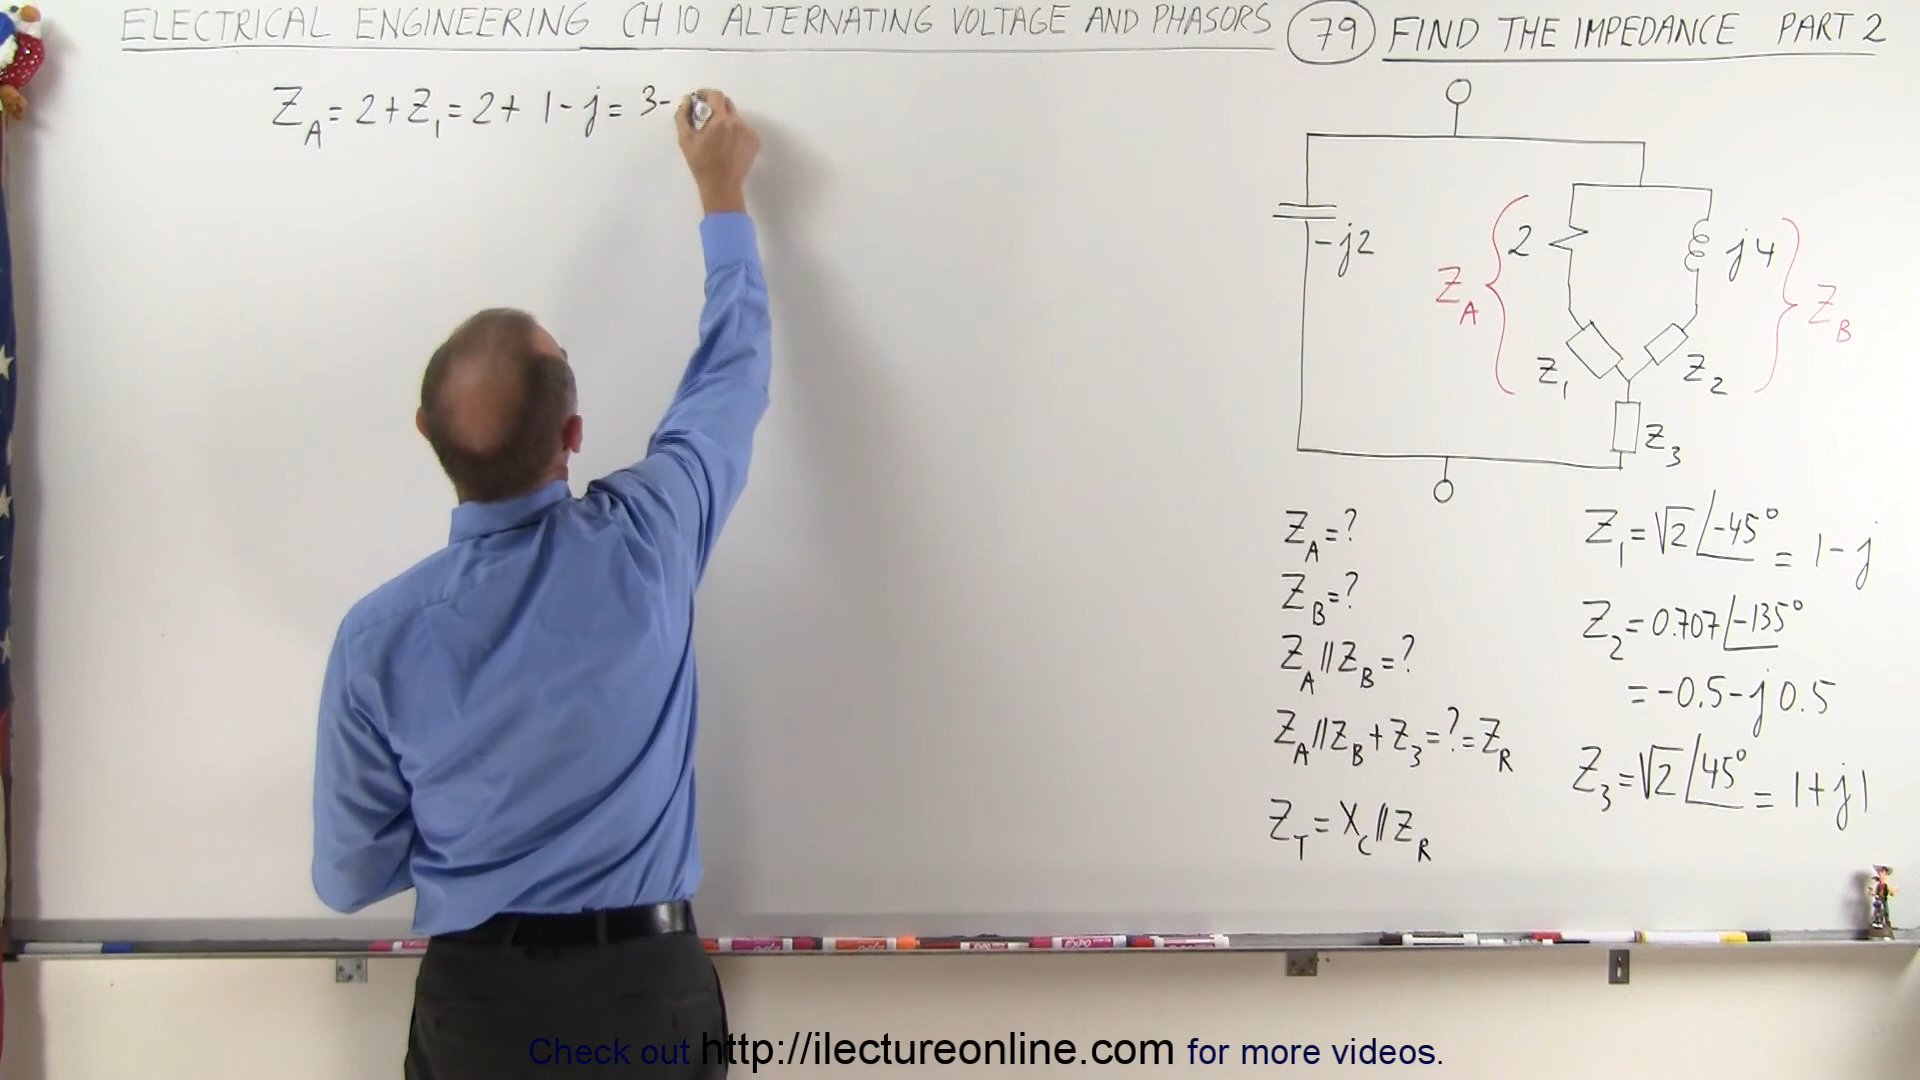 ELECTRICAL ENGINEERING CH 10 ALTERNATING VOLTAGE AND PHASORS 79 FIND THE IMPEDANCE PART 2
Z_A = 2 + Z_1 = 2 + 1 - j = 3 -
-j2
Z_A
2
j4
Z_B
Z_1
Z_2
Z_3
Z_A = ?
Z_B = ?
Z_A // Z_B = ?
Z_A // Z_B + Z_3 = ? = Z_R
Z_T = X_C // Z_R
Z_1 = √2 ∠-45° = 1 - j
Z_2 = 0.707 ∠-135°
= -0.5 - j 0.5
Z_3 = √2 ∠45° = 1 + j1
Check out http://ilectureonline.com for more videos.